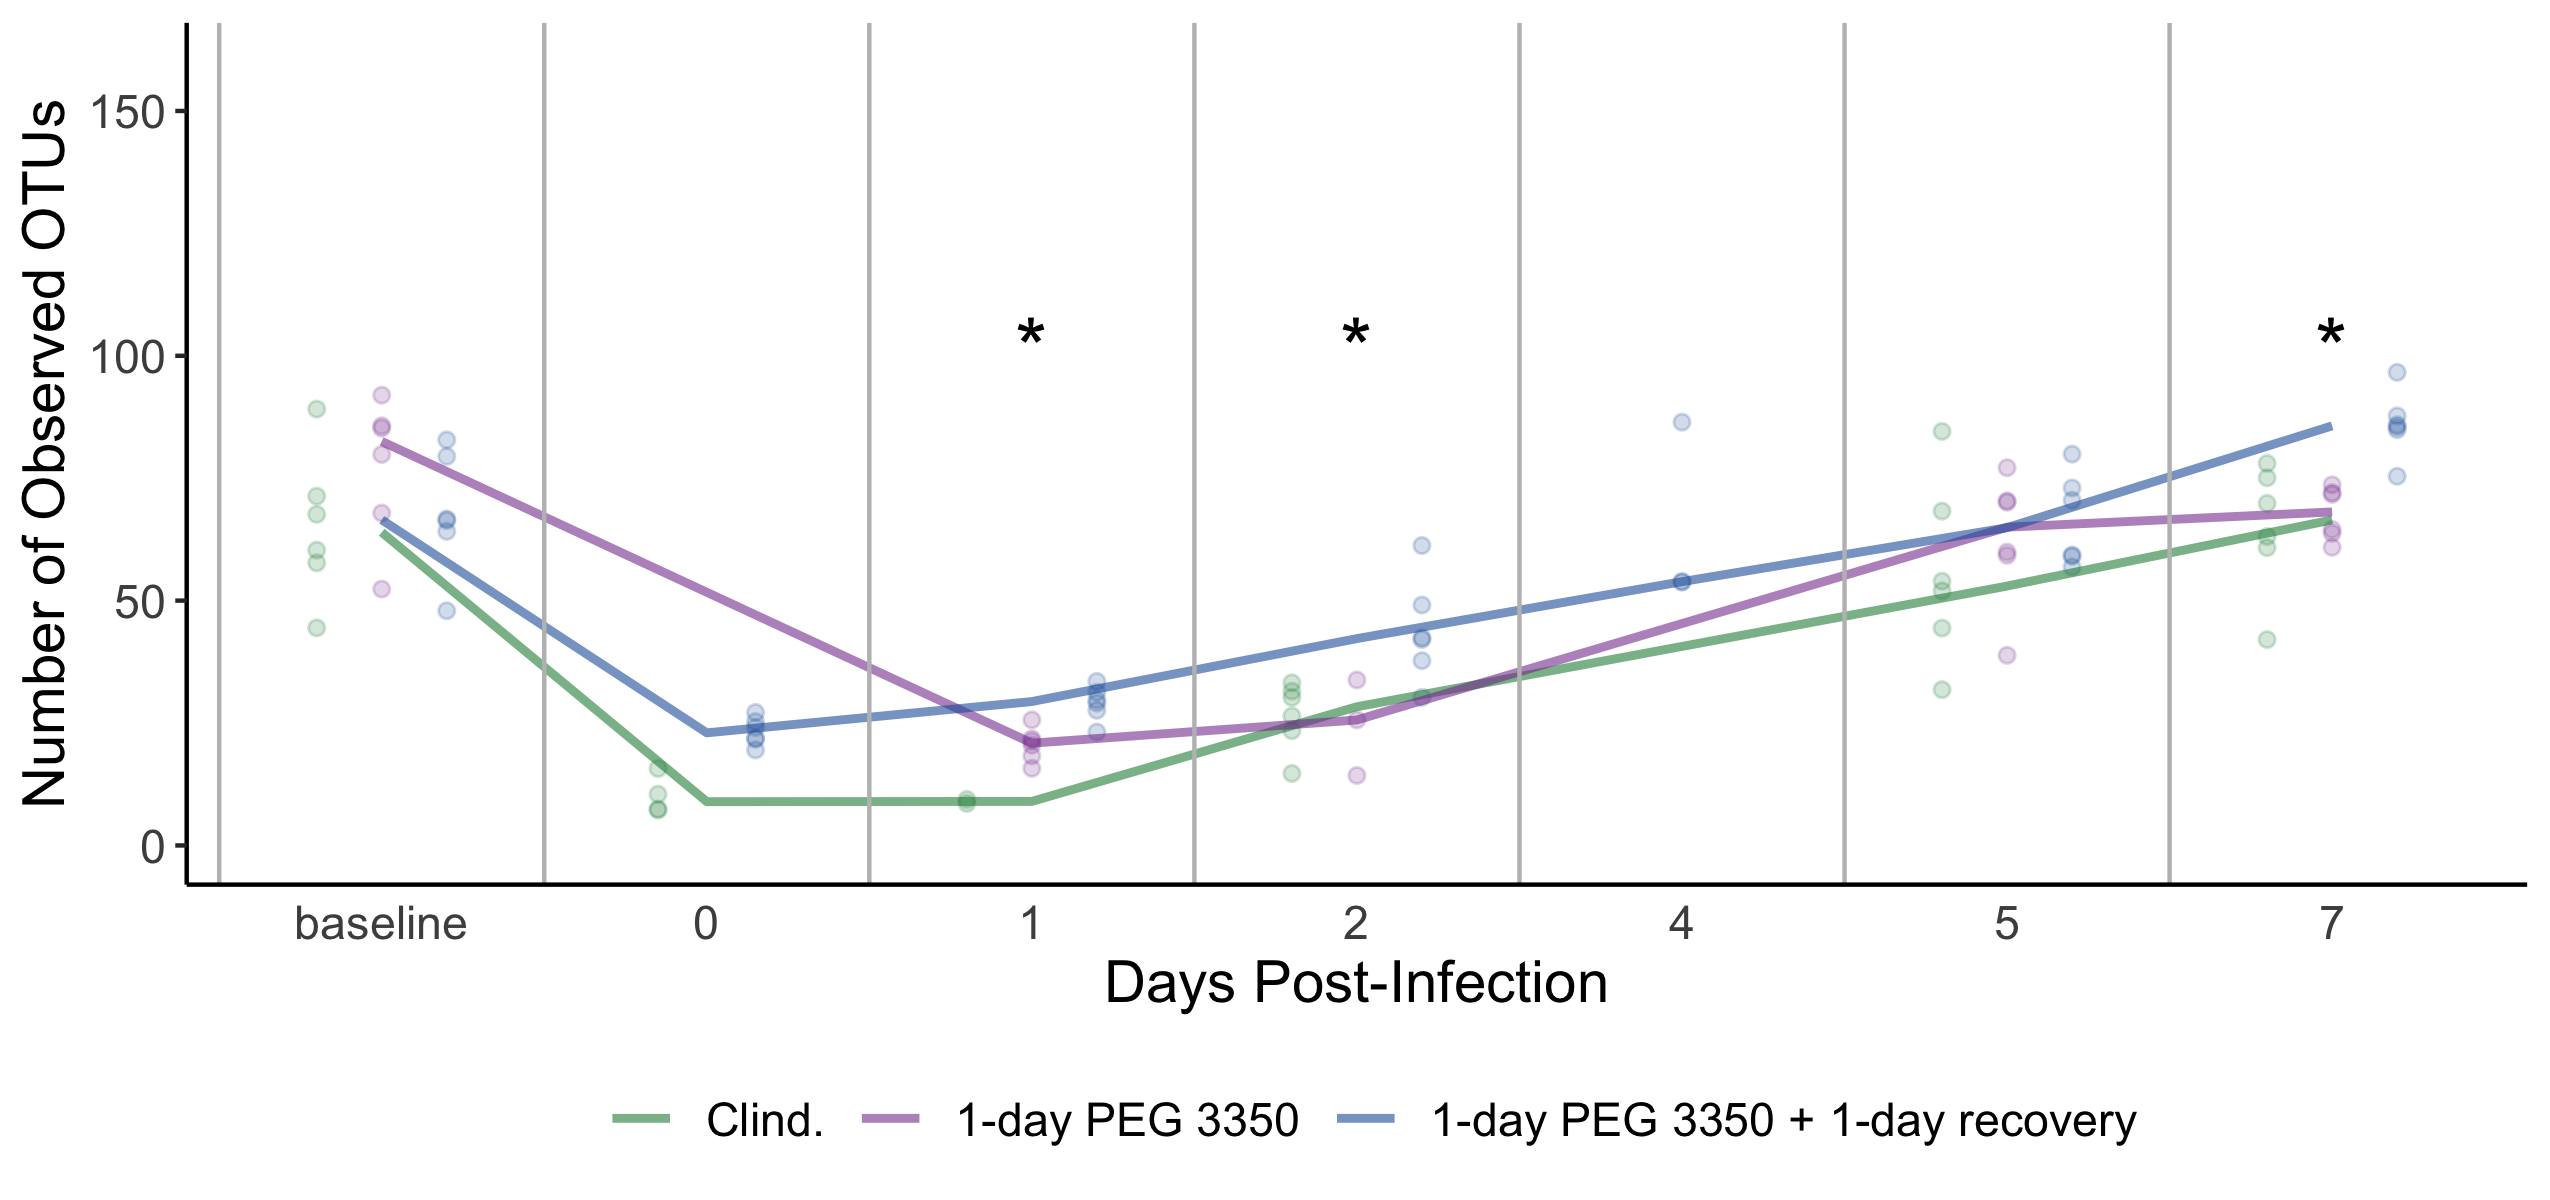 Number of Observed OTUs
150
100
50
0
* * *
baseline 0 1 2 4 5 7
Days Post-Infection
Clind. 1-day PEG 3350 1-day PEG 3350 + 1-day recovery